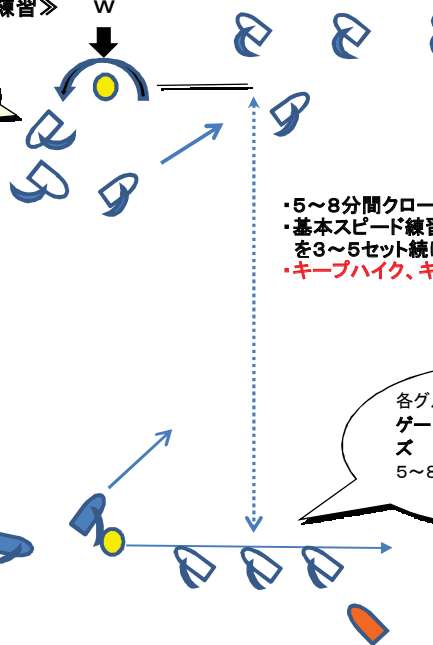 練習≫ W
・5～8分間クロー
・基本スピード練習
を3～5セット続
・キープハイク、キ
各グ
ゲー
ズ
5～8